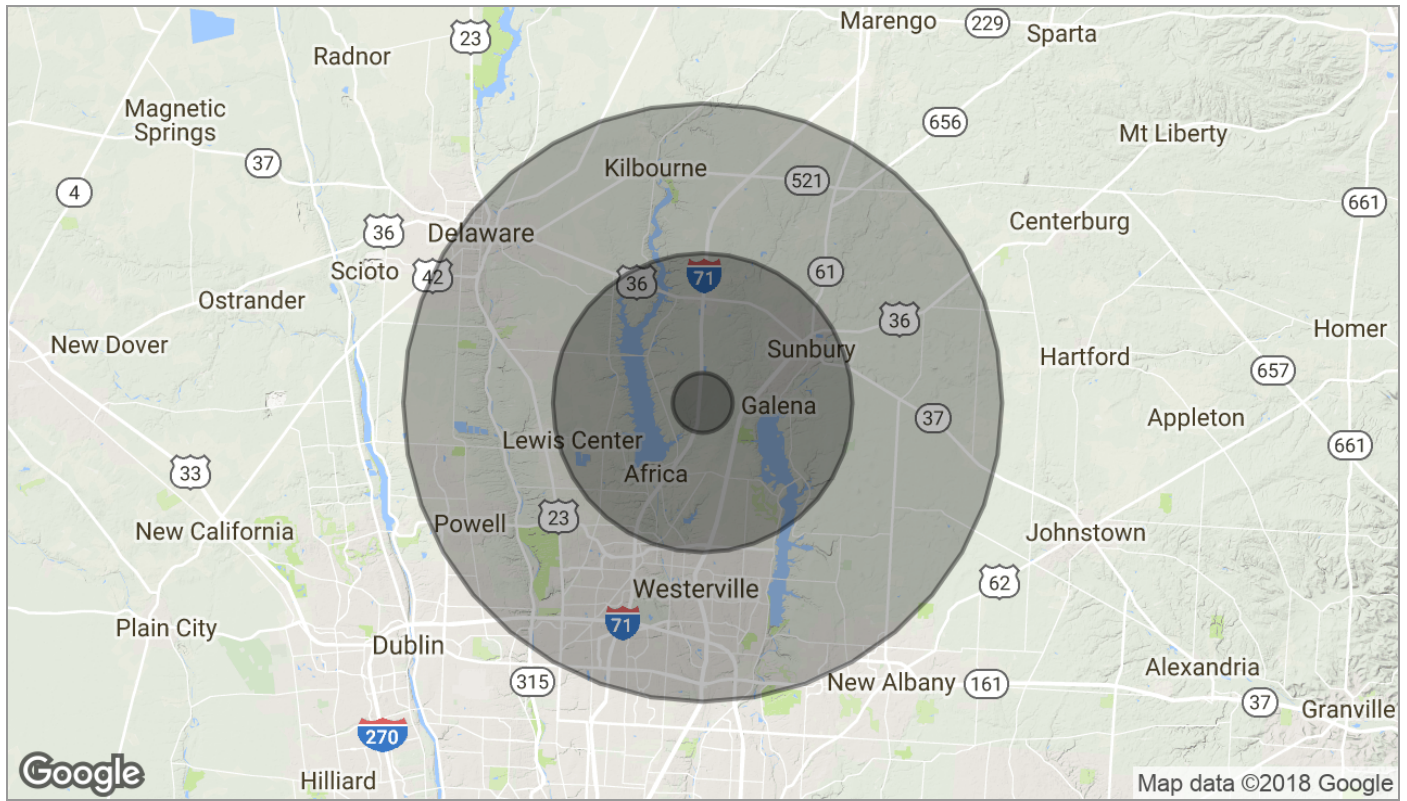 Marengo
229
Sparta
23
Radnor
Magnetic
Springs
656
Mt Liberty
37
Kilbourne
521
4
661
Centerburg
36
Delaware
Scioto
42
61
71
36
Ostrander
36
Homer
New Dover
Sunbury
Hartford
657
Galena
37
Appleton
Lewis Center
661
33
Africa
New California
Powell
23
Johnstown
62
Westerville
71
Plain City
Dublin
Alexandria
315
New Albany
161
37
Granville
270
Google
Hilliard
Map data ©2018 Google